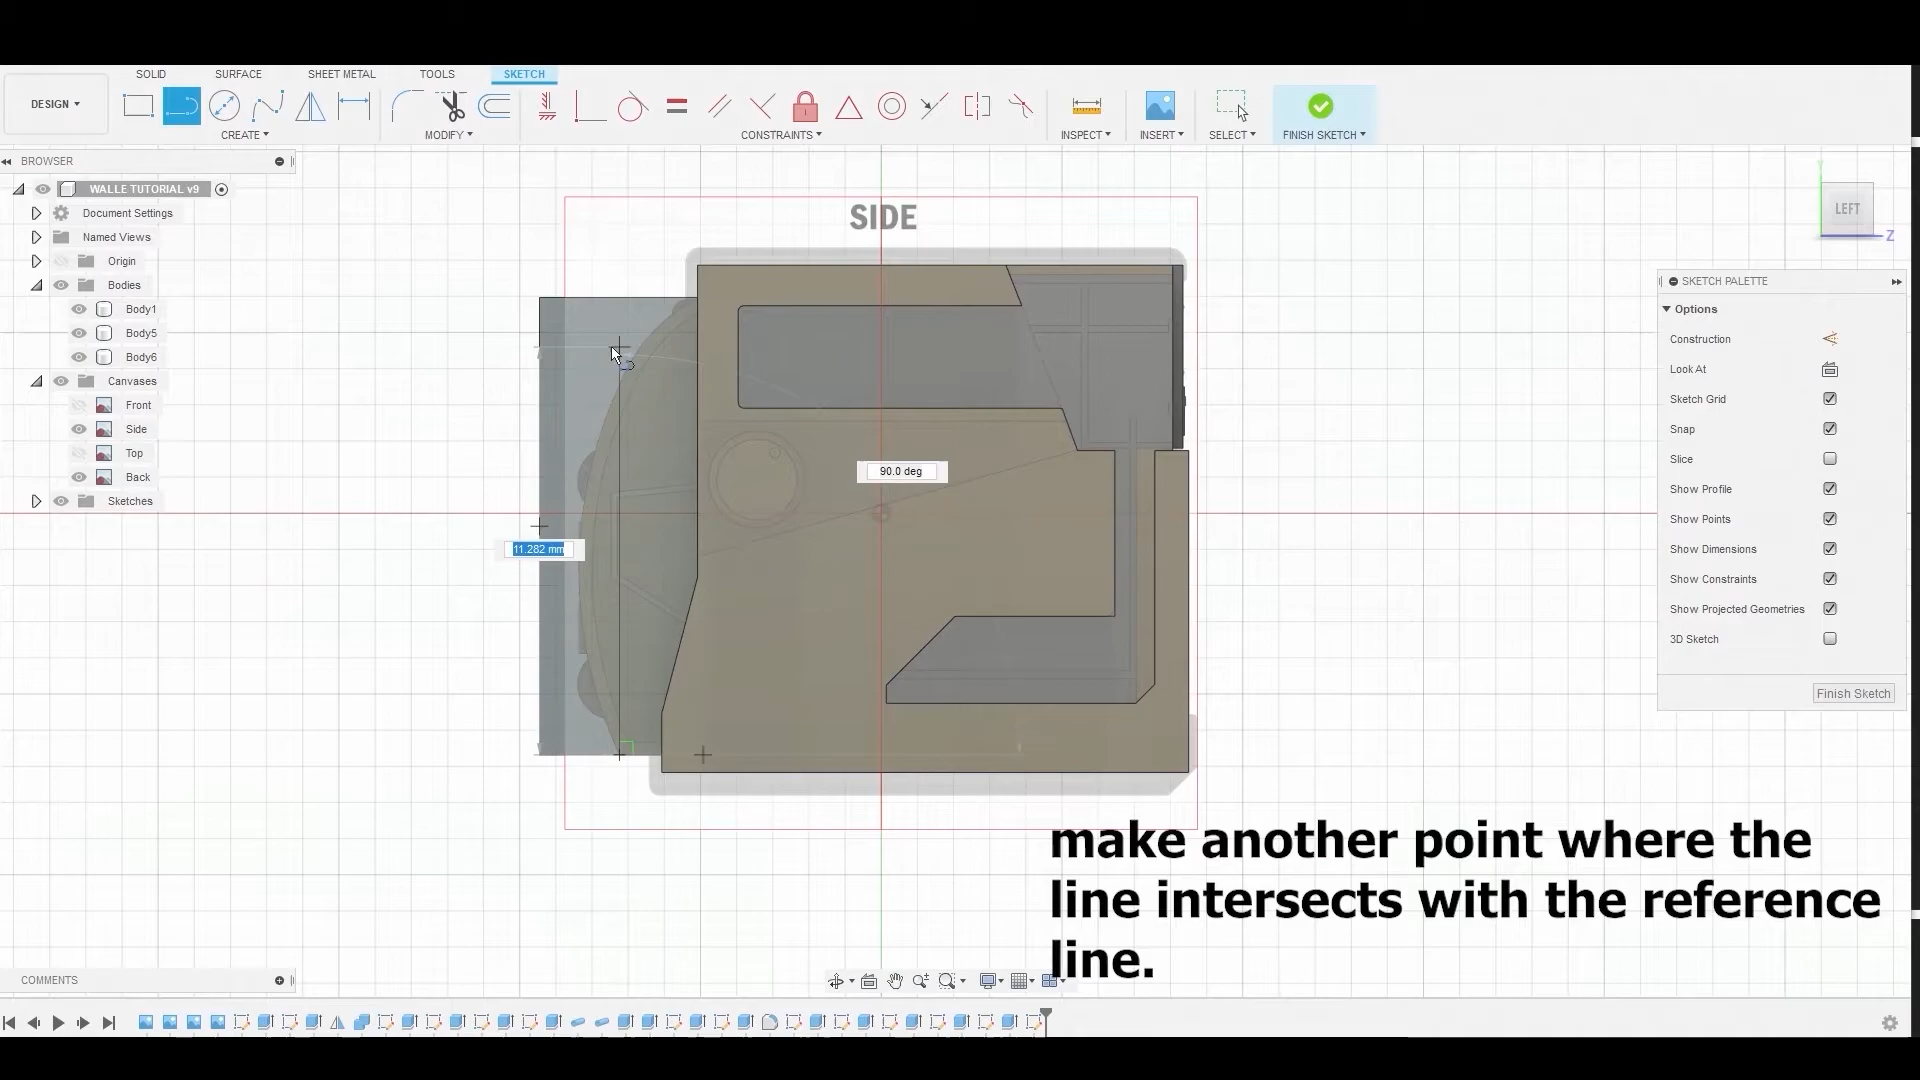 SOLID SURFACE SHEET METAL TOOLS SKETCH
DESIGN
CREATE MODIFY CONSTRAINTS INSPECT INSERT SELECT FINISH SKETCH
BROWSER
WALLE TUTORIAL v9
Document Settings
Named Views
Origin
Bodies
Body1
Body5
Body6
Canvases
Front
Side
Top
Back
Sketches
SIDE
90.0 deg
11.282 mm
LEFT
Y
Z
SKETCH PALETTE
Options
Construction
Look At
Sketch Grid
Snap
Slice
Show Profile
Show Points
Show Dimensions
Show Constraints
Show Projected Geometries
3D Sketch
Finish Sketch
make another point where the
line intersects with the reference
line.
COMMENTS